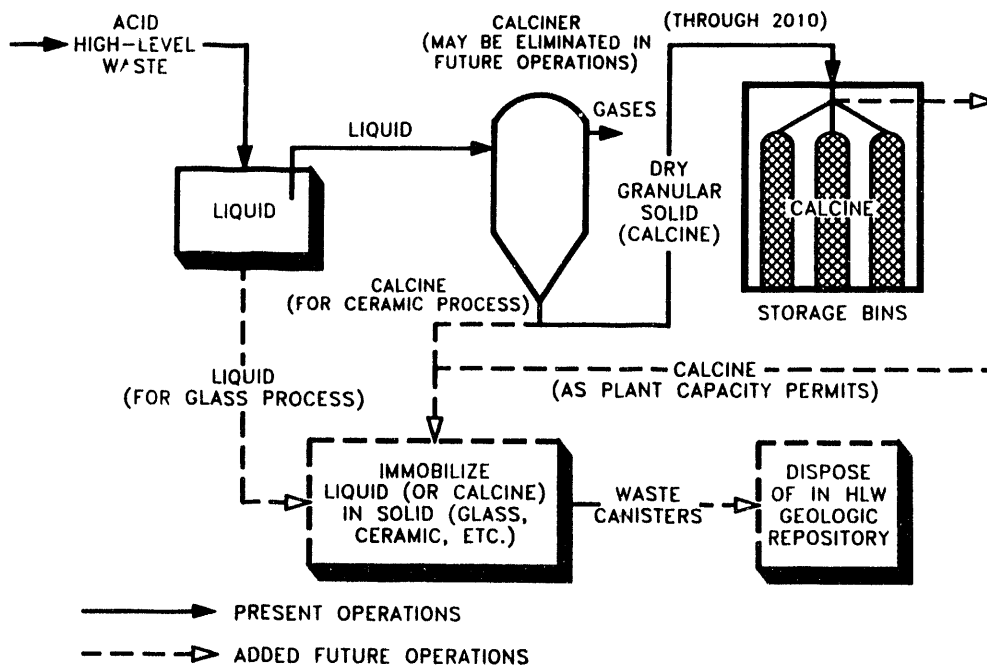 ACID
HIGH-LEVEL
WASTE
CALCINER
(MAY BE ELIMINATED IN
FUTURE OPERATIONS)
(THROUGH 2010)
GASES
LIQUID
LIQUID
DRY
GRANULAR
SOLID
(CALCINE)
CALCINE
STORAGE BINS
CALCINE
(FOR CERAMIC PROCESS)
CALCINE
(AS PLANT CAPACITY PERMITS)
LIQUID
(FOR GLASS PROCESS)
IMMOBILIZE
LIQUID (OR CALCINE)
IN SOLID (GLASS,
CERAMIC, ETC.)
WASTE
CANISTERS
DISPOSE
OF IN HLW
GEOLOGIC
REPOSITORY
PRESENT OPERATIONS
ADDED FUTURE OPERATIONS